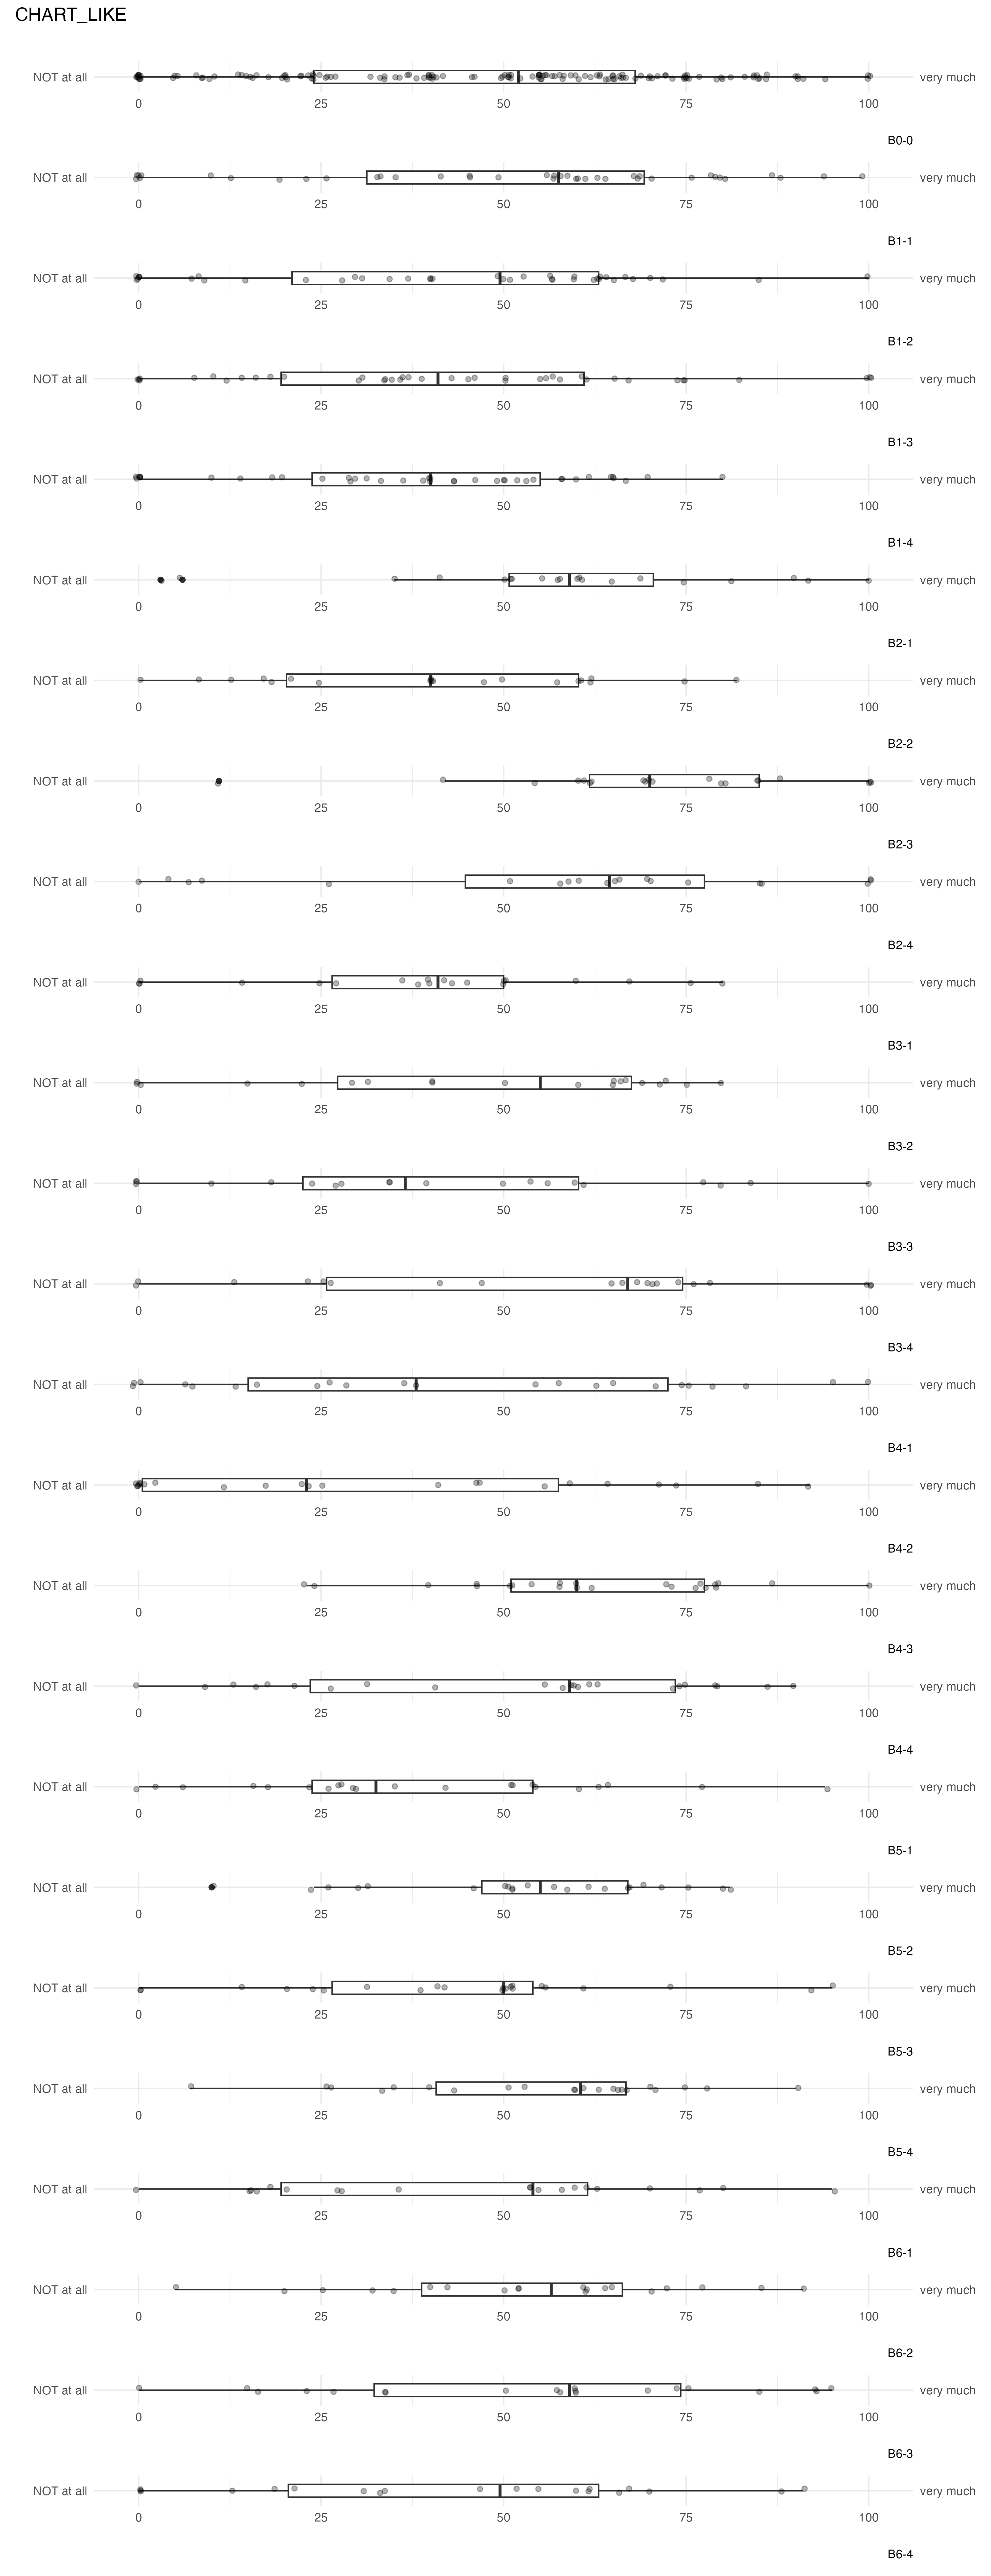 CHART_LIKE
NOT at all very much
0 25 50 75 100
B0-0
NOT at all very much
0 25 50 75 100
B1-1
NOT at all very much
0 25 50 75 100
B1-2
NOT at all very much
0 25 50 75 100
B1-3
NOT at all very much
0 25 50 75 100
B1-4
NOT at all very much
0 25 50 75 100
B2-1
NOT at all very much
0 25 50 75 100
B2-2
NOT at all very much
0 25 50 75 100
B2-3
NOT at all very much
0 25 50 75 100
B2-4
NOT at all very much
0 25 50 75 100
B3-1
NOT at all very much
0 25 50 75 100
B3-2
NOT at all very much
0 25 50 75 100
B3-3
NOT at all very much
0 25 50 75 100
B3-4
NOT at all very much
0 25 50 75 100
B4-1
NOT at all very much
0 25 50 75 100
B4-2
NOT at all very much
0 25 50 75 100
B4-3
NOT at all very much
0 25 50 75 100
B4-4
NOT at all very much
0 25 50 75 100
B5-1
NOT at all very much
0 25 50 75 100
B5-2
NOT at all very much
0 25 50 75 100
B5-3
NOT at all very much
0 25 50 75 100
B5-4
NOT at all very much
0 25 50 75 100
B6-1
NOT at all very much
0 25 50 75 100
B6-2
NOT at all very much
0 25 50 75 100
B6-3
NOT at all very much
0 25 50 75 100
B6-4